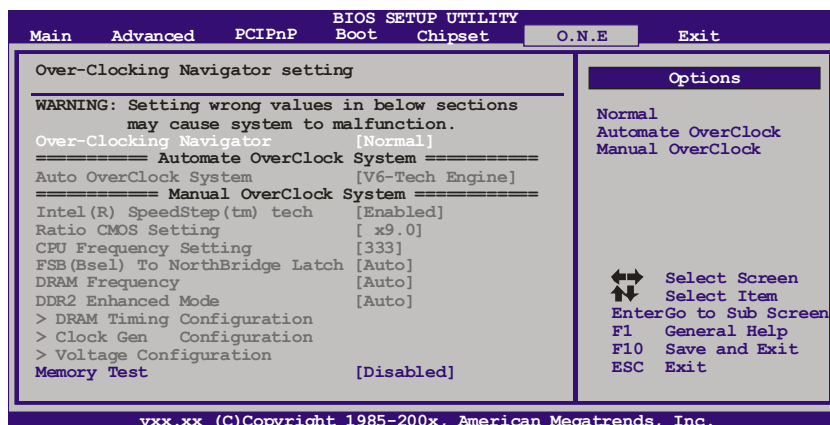 BIOS SETUP UTILITY
Main Advanced PCIPnP Boot Chipset O.N.E Exit
Over-Clocking Navigator setting
WARNING: Setting wrong values in below sections
may cause system to malfunction.
Over-Clocking Navigator [Normal]
=========== Automate OverClock System ===========
Auto OverClock System [V6-Tech Engine]
============ Manual OverClock System ============
Intel(R) SpeedStep(tm) tech [Enabled]
Ratio CMOS Setting [ x9.0]
CPU Frequency Setting [333]
FSB(Bsel) To NorthBridge Latch [Auto]
DRAM Frequency [Auto]
DDR2 Enhanced Mode [Auto]
> DRAM Timing Configuration
> Clock Gen Configuration
> Voltage Configuration
Memory Test [Disabled]
Options
Normal
Automate OverClock
Manual OverClock
Select Screen
Select Item
EnterGo to Sub Screen
F1 General Help
F10 Save and Exit
ESC Exit
vxx.xx (C)Copyright 1985-200x, American Megatrends, Inc.